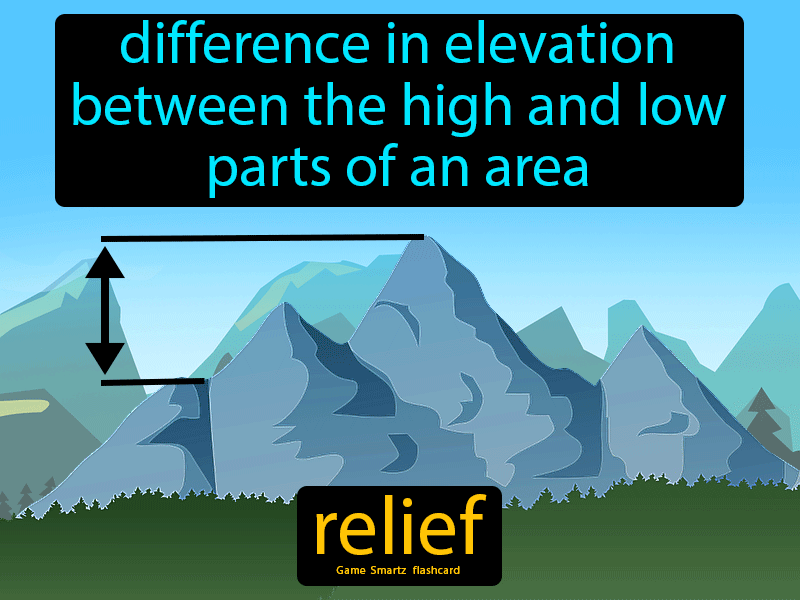 difference in elevation
between the high and low
parts of an area
relief
Game Smartz flashcard